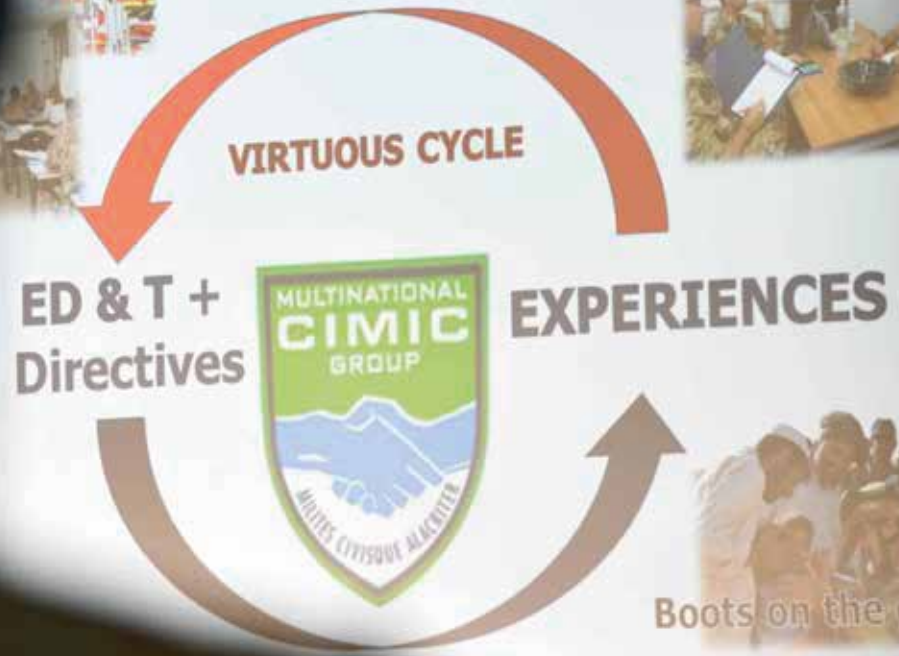 VIRTUOUS CYCLE
ED & T +
Directives
MULTINATIONAL
CIMIC
GROUP
MILITES CIVISQUE ALACRITER
EXPERIENCES
Boots on the